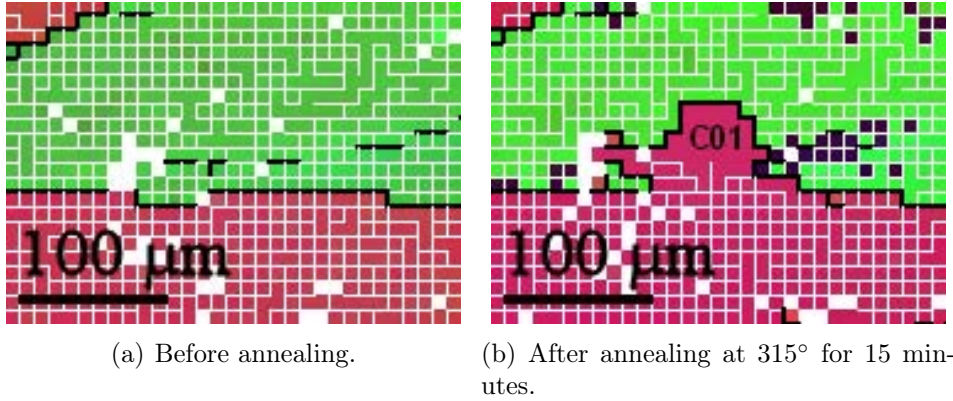 C01
100 μm
100 μm
(a) Before annealing.
(b) After annealing at 315° for 15 min-
utes.